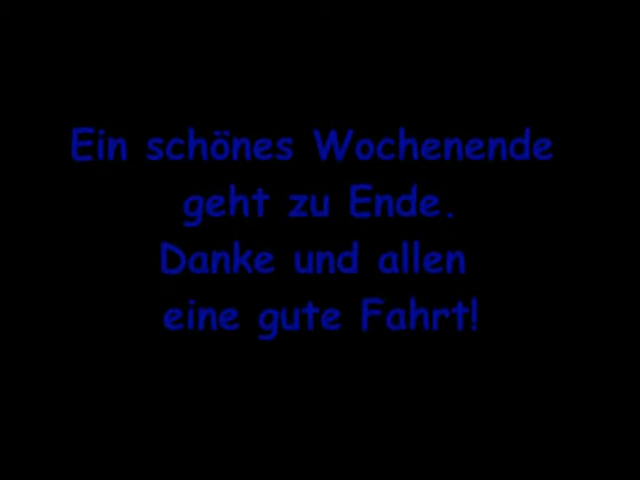 Ein schönes Wochenende
geht zu Ende.
Danke und allen
eine gute Fahrt!